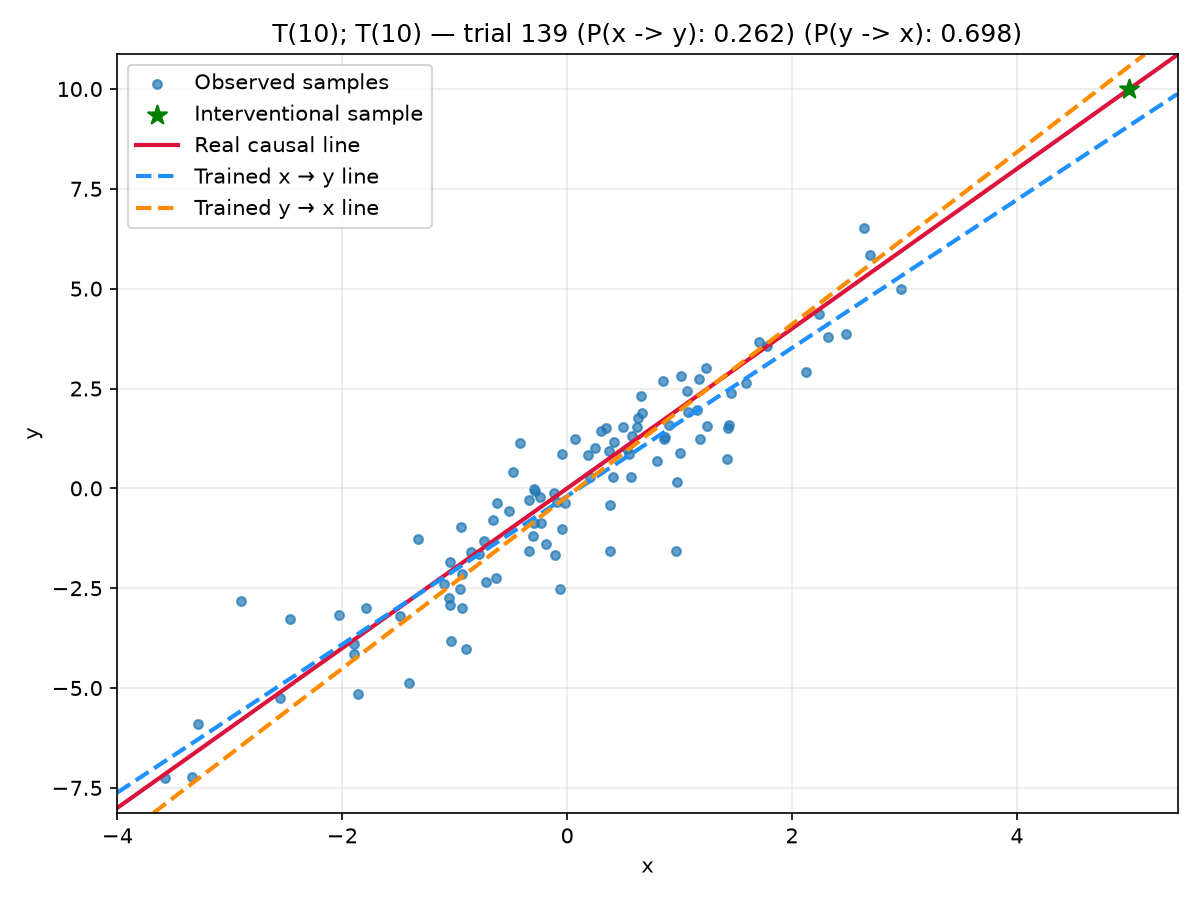 T(10); T(10) — trial 139 (P(x -> y): 0.262) (P(y -> x): 0.698)
Observed samples
Interventional sample
Real causal line
Trained x → y line
Trained y → x line
10.0
7.5
5.0
2.5
0.0
−2.5
−5.0
−7.5
y
−4
−2
0
2
4
x